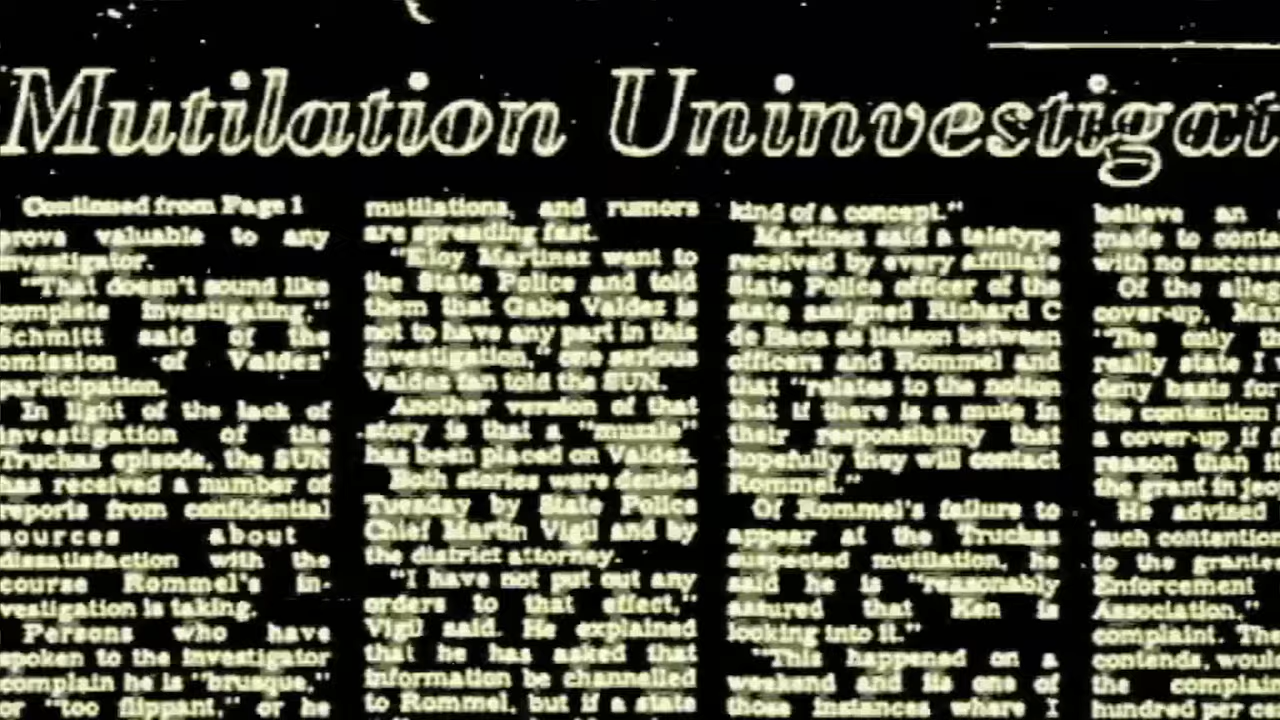 Mutilation Uninvestigat
Continued from Page 1
prove valuable to any
investigator.
"That doesn't sound like
complete investigating,"
Schmitt said of the
omission of Valdez'
participation.
In light of the lack of
investigation of the
Truchas episode, the SUN
has received a number of
reports from confidential
sources about
dissatisfaction with the
course Rommel's in-
vestigation is taking.
Persons who have
spoken to the investigator
complain he is "brusque,"
or "too flippant," or he
mutilations, and rumors
are spreading fast.
"Eloy Martinez went to
the State Police and told
them that Gabe Valdez is
not to have any part in this
investigation," one serious
Valdez fan told the SUN.
Another version of that
story is that a "muzzle"
has been placed on Valdez.
Both stories were denied
Tuesday by State Police
Chief Martin Vigil and by
the district attorney.
"I have not put out any
orders to that effect,"
Vigil said. He explained
that he has asked that
information be channelled
to Rommel, but if a state
kind of a concept."
Martinez said a teletype
received by every affiliate
State Police officer of the
state assigned Richard C
de Baca as liaison between
officers and Rommel and
that "relates to the notion
that if there is a mute in
their responsibility that
hopefully they will contact
Rommel."
Of Rommel's failure to
appear at the Truchas
suspected mutilation, he
said he is "reasonably
assured that Ken is
looking into it."
"This happened on a
weekend and its one of
those instances where I
believe an
made to conta
with no success
Of the alleg
cover-up, Mar
"The only th
really state I
deny basis for
the contention
a cover-up if
reason than it
the grant in jeo
He advised
such contention
to the grantee
Enforcement
Association."
complaint. The
contends, woul
the complain
hundred per ce